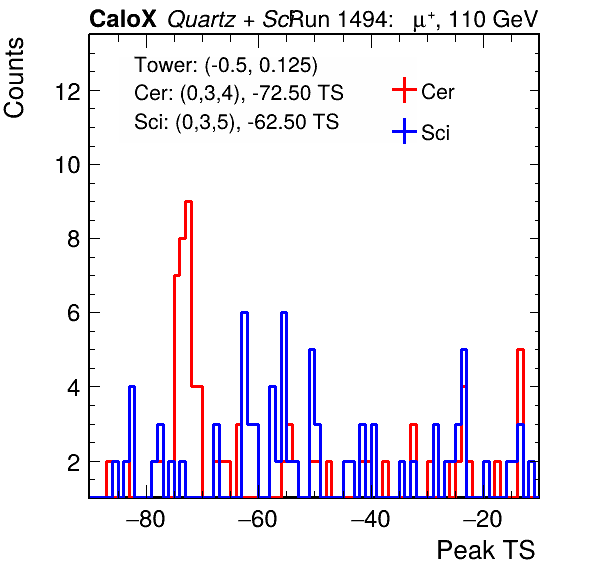 CaloX Quartz + Sci Run 1494: μ⁺, 110 GeV
Counts
Tower: (-0.5, 0.125)
Cer: (0,3,4), -72.50 TS
Sci: (0,3,5), -62.50 TS
Cer
Sci
12
10
8
6
4
2
−80 −60 −40 −20
Peak TS